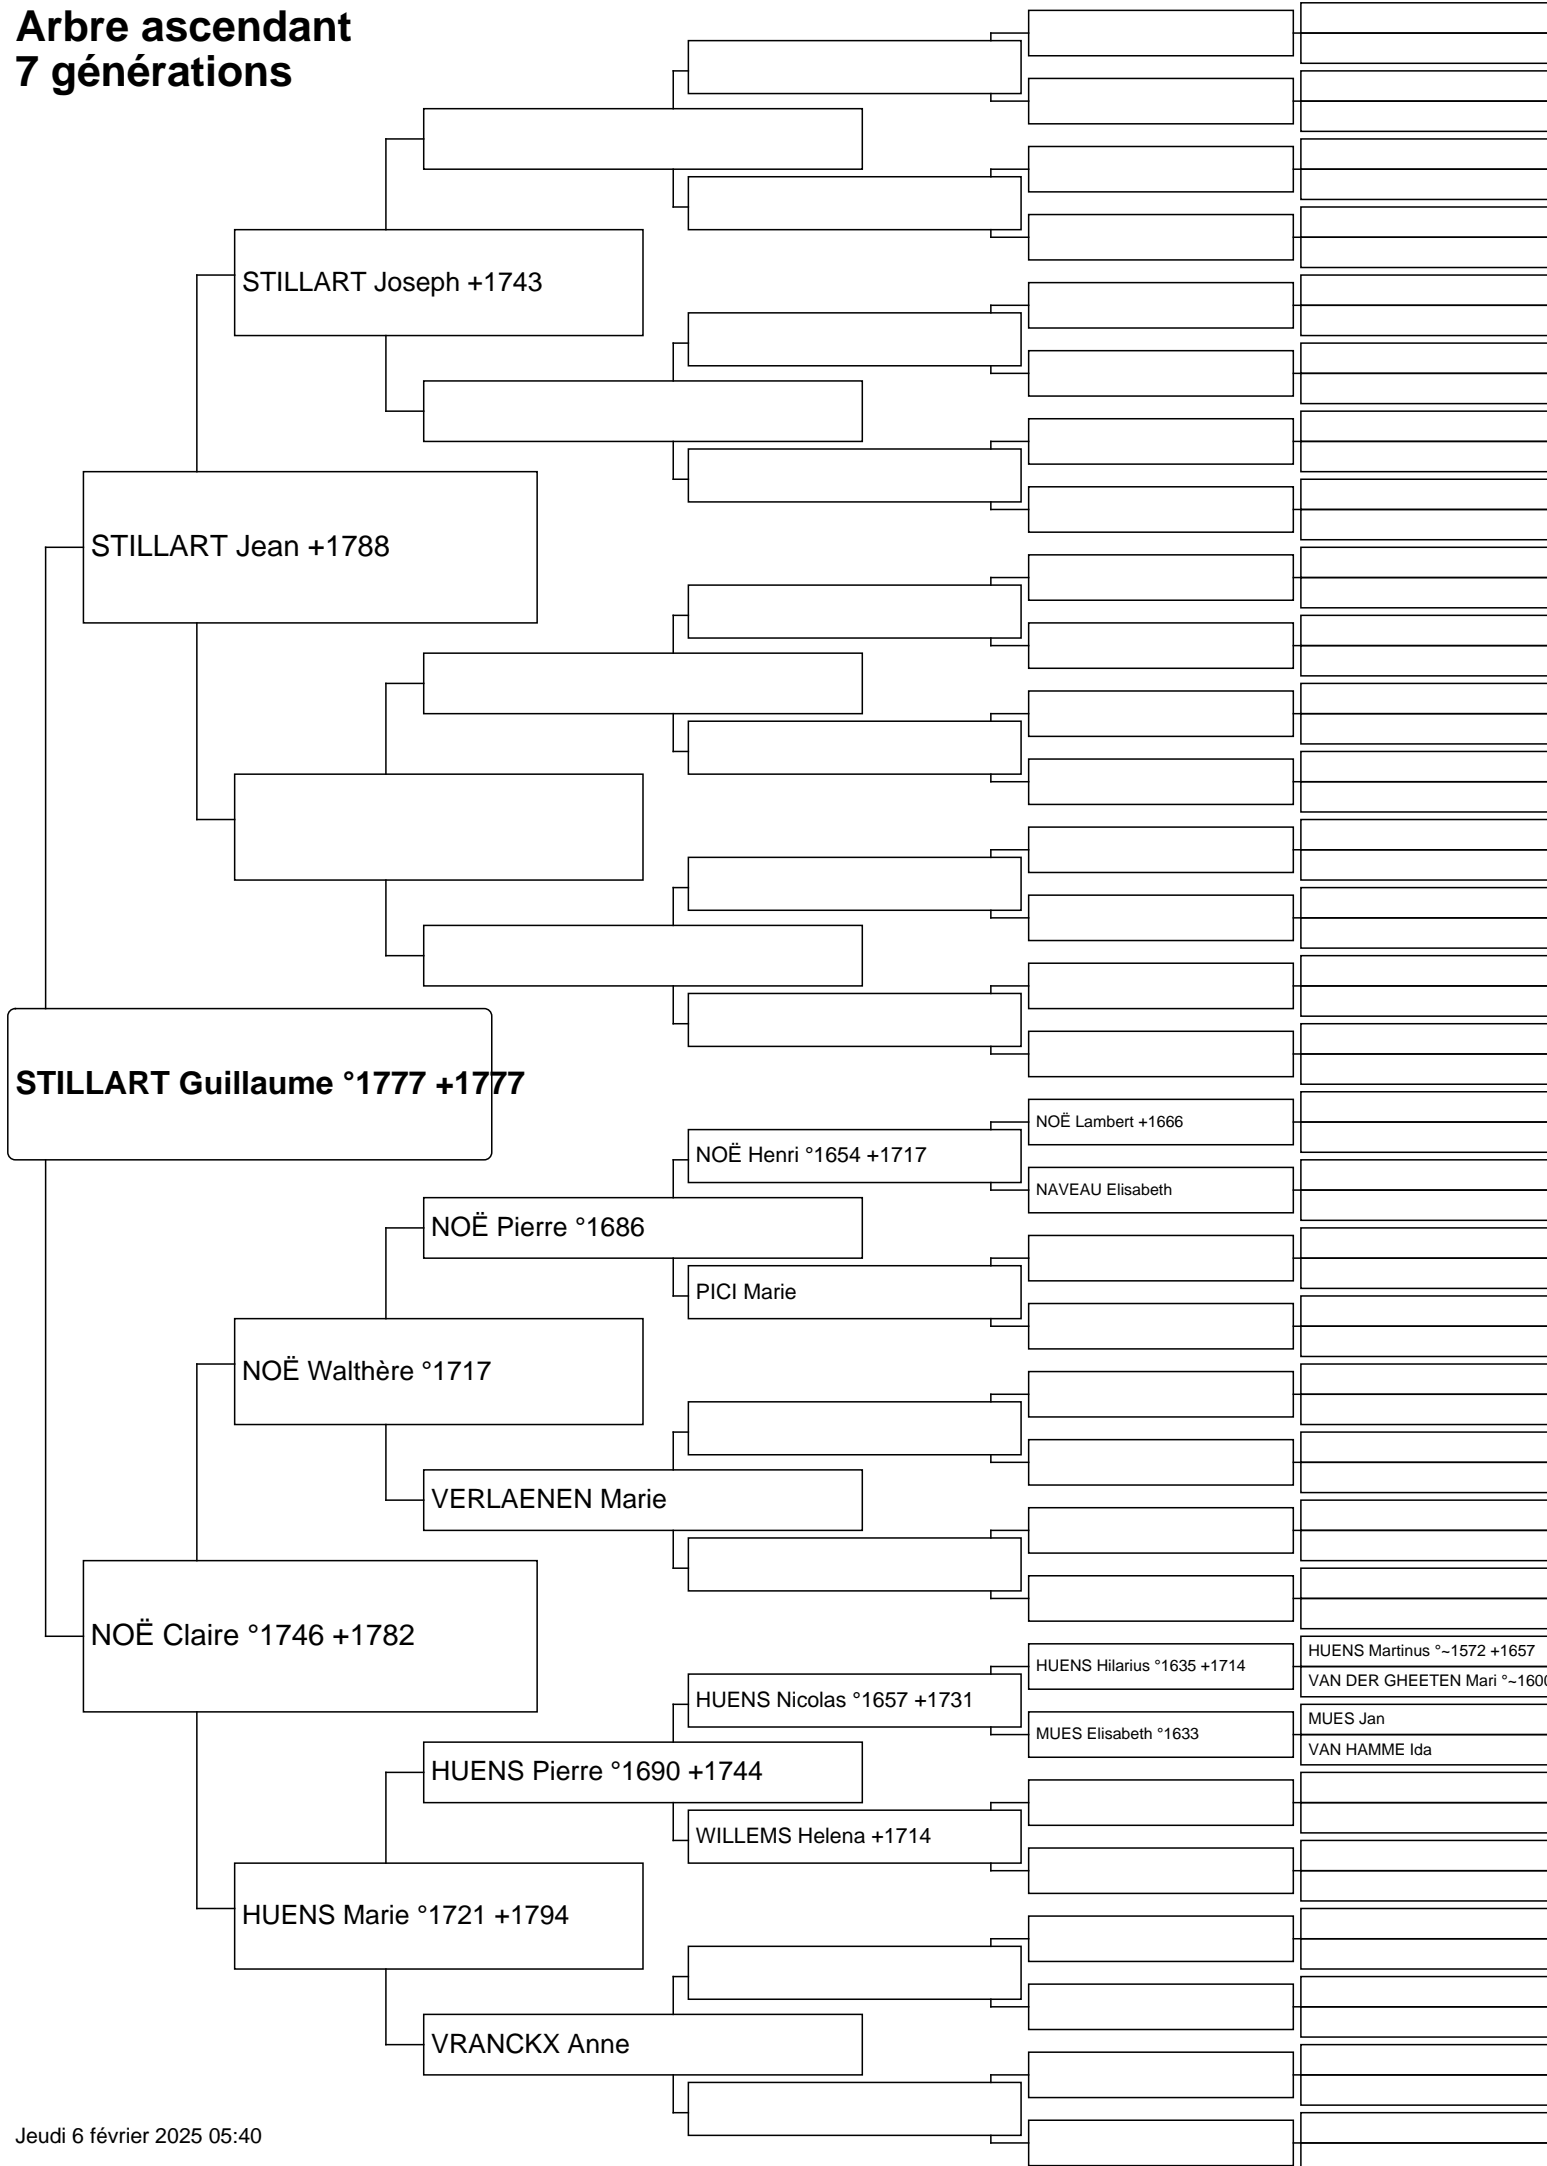 Arbre ascendant
7 générations
STILLART Joseph +1743
STILLART Jean +1788
STILLART Guillaume °1777 +1777
NOË Lambert +1666
NOË Henri °1654 +1717
NAVEAU Elisabeth
NOË Pierre °1686
PICI Marie
NOË Walthère °1717
VERLAENEN Marie
NOË Claire °1746 +1782
HUENS Martinus °~1572 +1657
HUENS Hilarius °1635 +1714
VAN DER GHEETEN Mari °~1600
HUENS Nicolas °1657 +1731
MUES Jan
MUES Elisabeth °1633
VAN HAMME Ida
HUENS Pierre °1690 +1744
WILLEMS Helena +1714
HUENS Marie °1721 +1794
VRANCKX Anne
Jeudi 6 février 2025 05:40